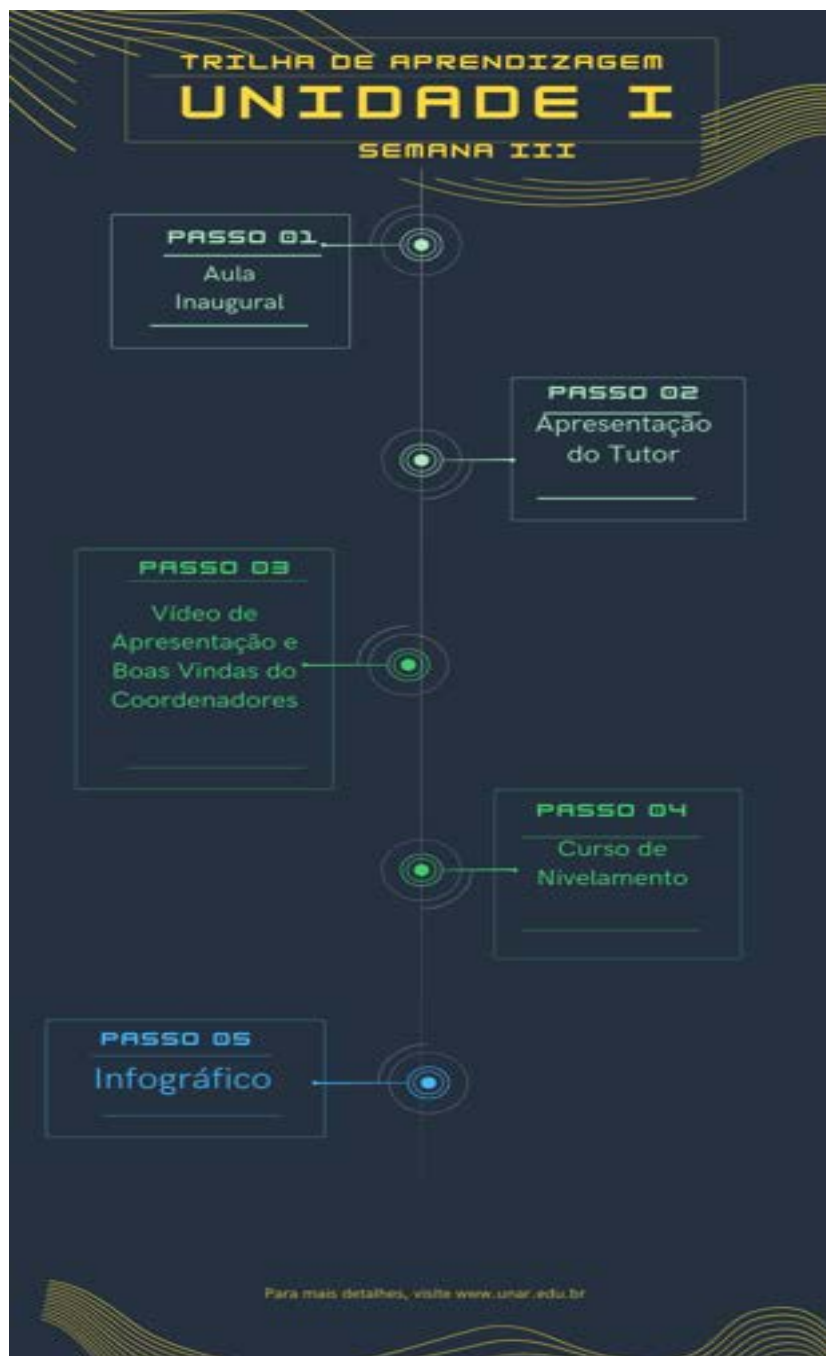 TRILHA DE APRENDIZAGEM
UNIDADE I
SEMANA III
PASSO 01
Aula
Inaugural
PASSO 02
Apresentação
do Tutor
PASSO 03
Vídeo de
Apresentação e
Boas Vindas do
Coordenadores
PASSO 04
Curso de
Nivelamento
PASSO 05
Infográfico
Para mais detalhes, visite www.unar.edu.br